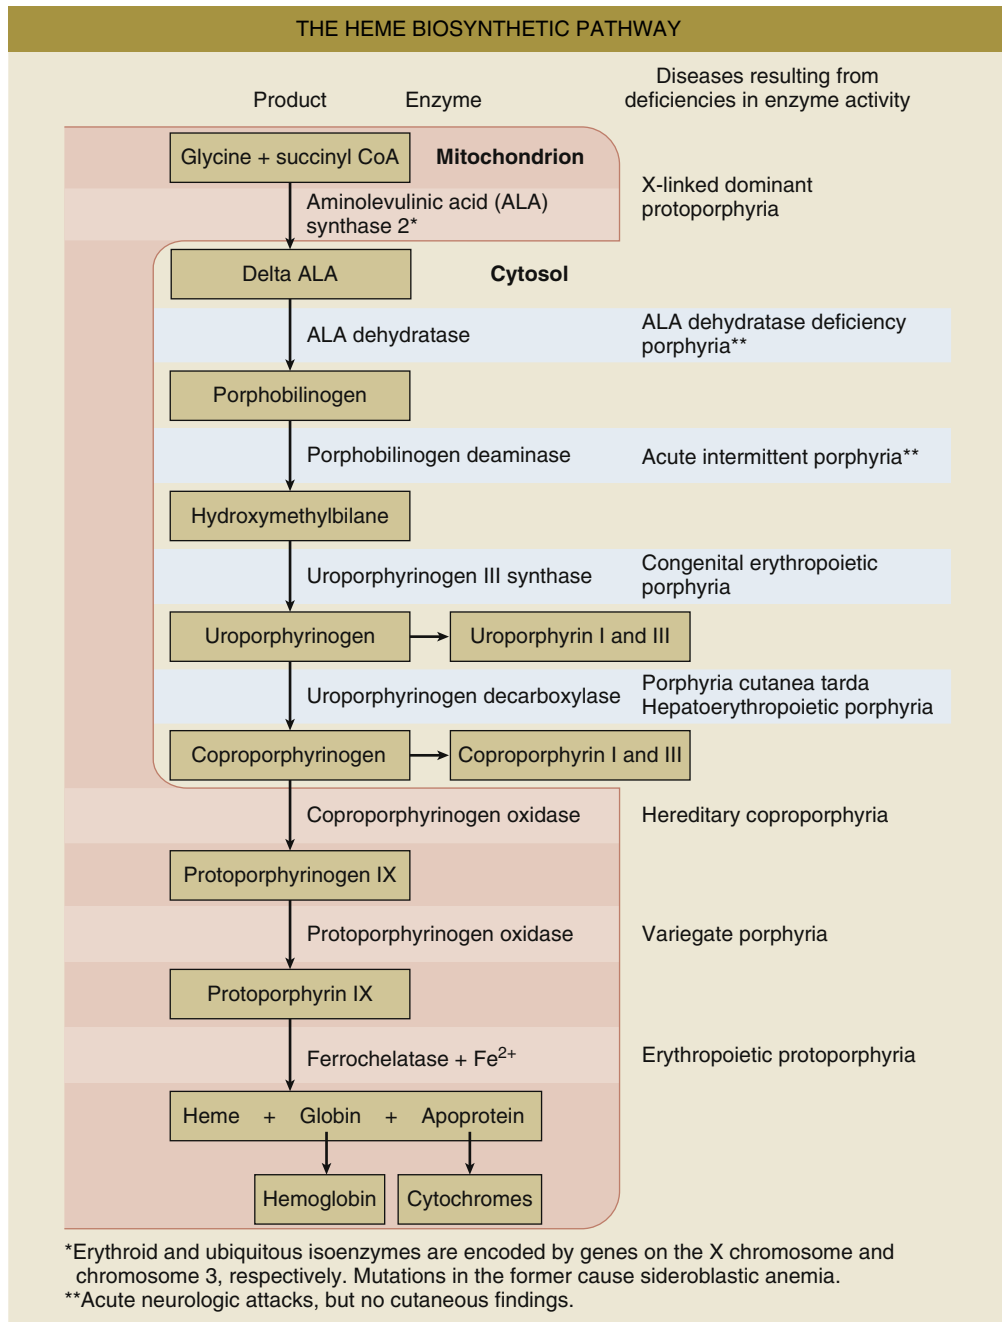 THE HEME BIOSYNTHETIC PATHWAY
Product
Enzyme
Diseases resulting from
deficiencies in enzyme activity
Glycine + succinyl CoA
Mitochondrion
Aminolevulinic acid (ALA)
synthase 2*
X-linked dominant
protoporphyria
Delta ALA
Cytosol
ALA dehydratase
ALA dehydratase deficiency
porphyria**
Porphobilinogen
Porphobilinogen deaminase
Acute intermittent porphyria**
Hydroxymethylbilane
Uroporphyrinogen III synthase
Congenital erythropoietic
porphyria
Uroporphyrinogen
Uroporphyrin I and III
Uroporphyrinogen decarboxylase
Porphyria cutanea tarda
Hepatoerythropoietic porphyria
Coproporphyrinogen
Coproporphyrin I and III
Coproporphyrinogen oxidase
Hereditary coproporphyria
Protoporphyrinogen IX
Protoporphyrinogen oxidase
Variegate porphyria
Protoporphyrin IX
Ferrochelatase + Fe²⁺
Erythropoietic protoporphyria
Heme + Globin + Apoprotein
Hemoglobin
Cytochromes
*Erythroid and ubiquitous isoenzymes are encoded by genes on the X chromosome and
chromosome 3, respectively. Mutations in the former cause sideroblastic anemia.
**Acute neurologic attacks, but no cutaneous findings.